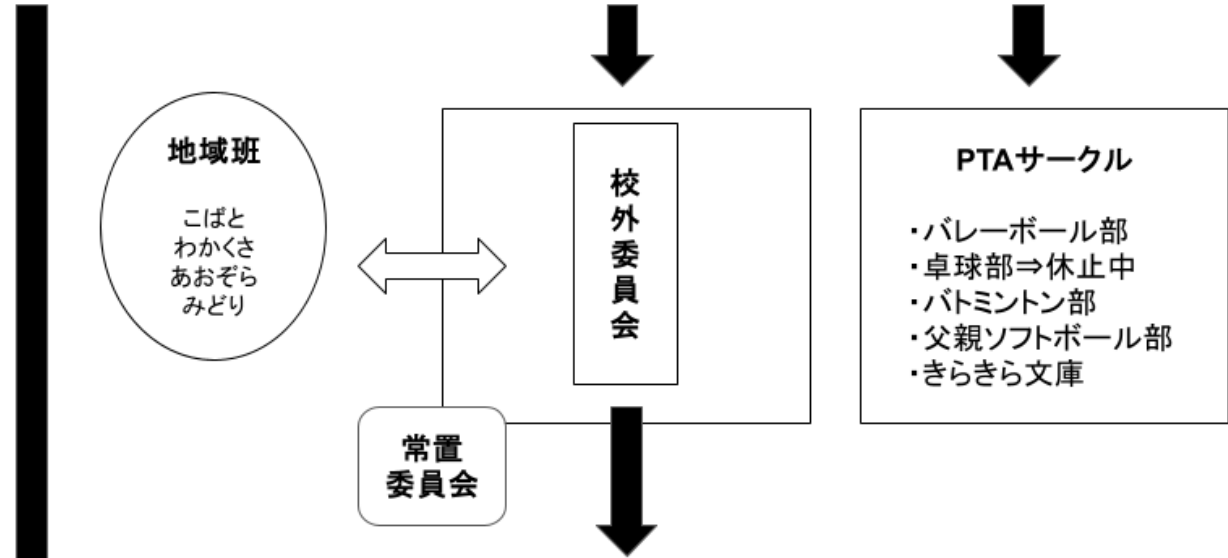 地域班
こばと
わかくさ
あおぞら
みどり
校外委員会
常置
委員会
PTAサークル
・バレーボール部
・卓球部⇒休止中
・バトミントン部
・父親ソフトボール部
・きらきら文庫